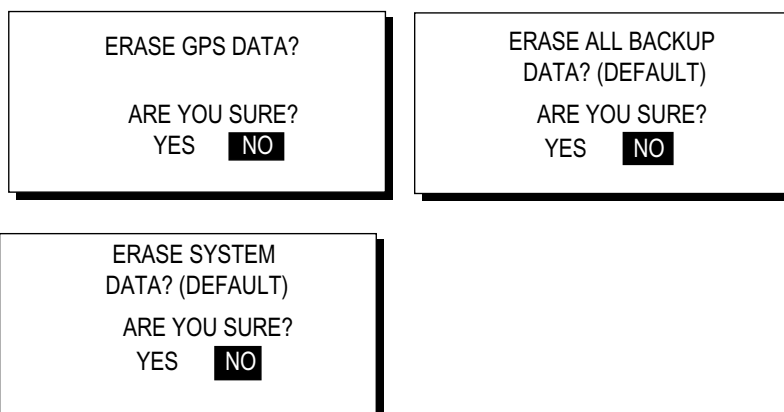 ERASE GPS DATA?
ARE YOU SURE?
YES NO
ERASE ALL BACKUP
DATA? (DEFAULT)
ARE YOU SURE?
YES NO
ERASE SYSTEM
DATA? (DEFAULT)
ARE YOU SURE?
YES NO